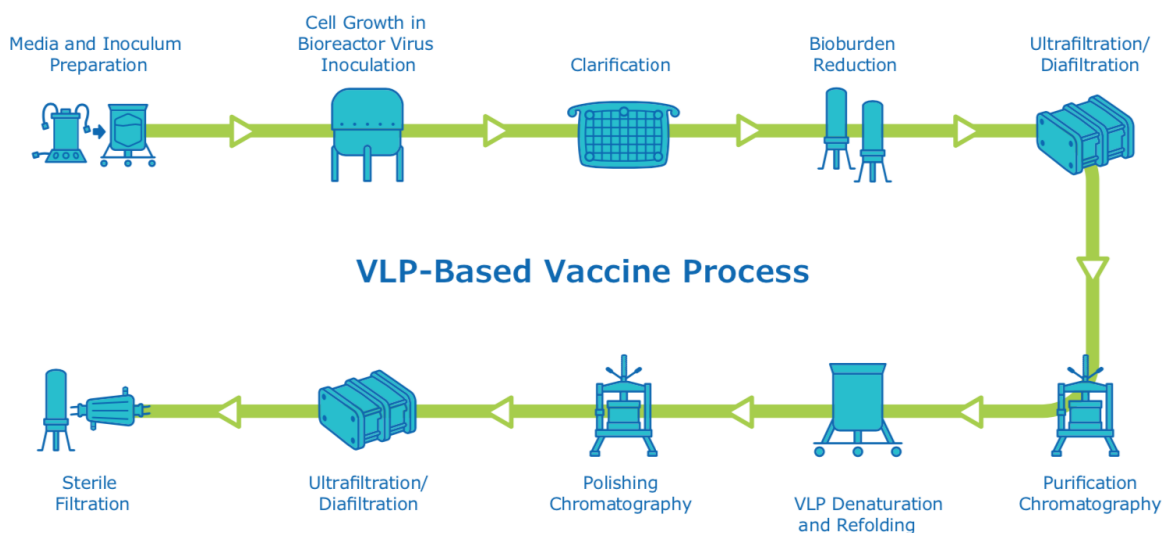 Media and Inoculum
Preparation
Cell Growth in
Bioreactor Virus
Inoculation
Clarification
Bioburden
Reduction
Ultrafiltration/
Diafiltration
VLP-Based Vaccine Process
Sterile
Filtration
Ultrafiltration/
Diafiltration
Polishing
Chromatography
VLP Denaturation
and Refolding
Purification
Chromatography